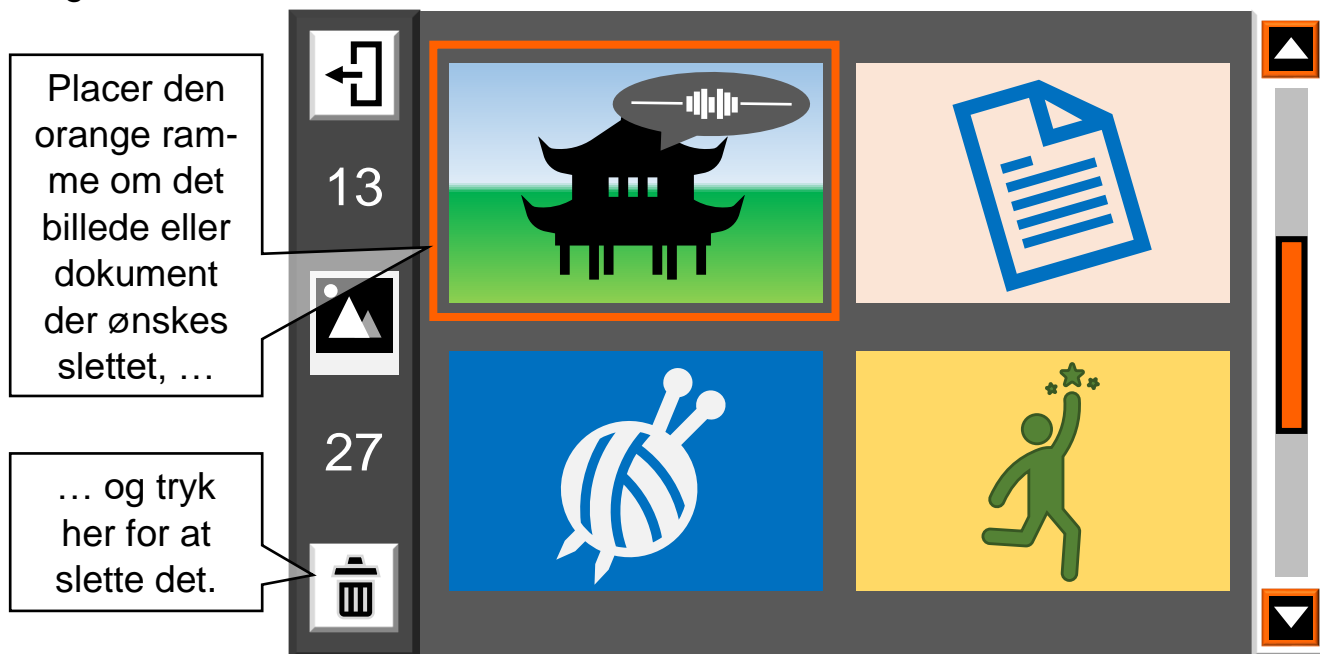 Placer den
orange ram-
me om det
billede eller
dokument
der ønskes
slettet, …
13
27
… og tryk
her for at
slette det.